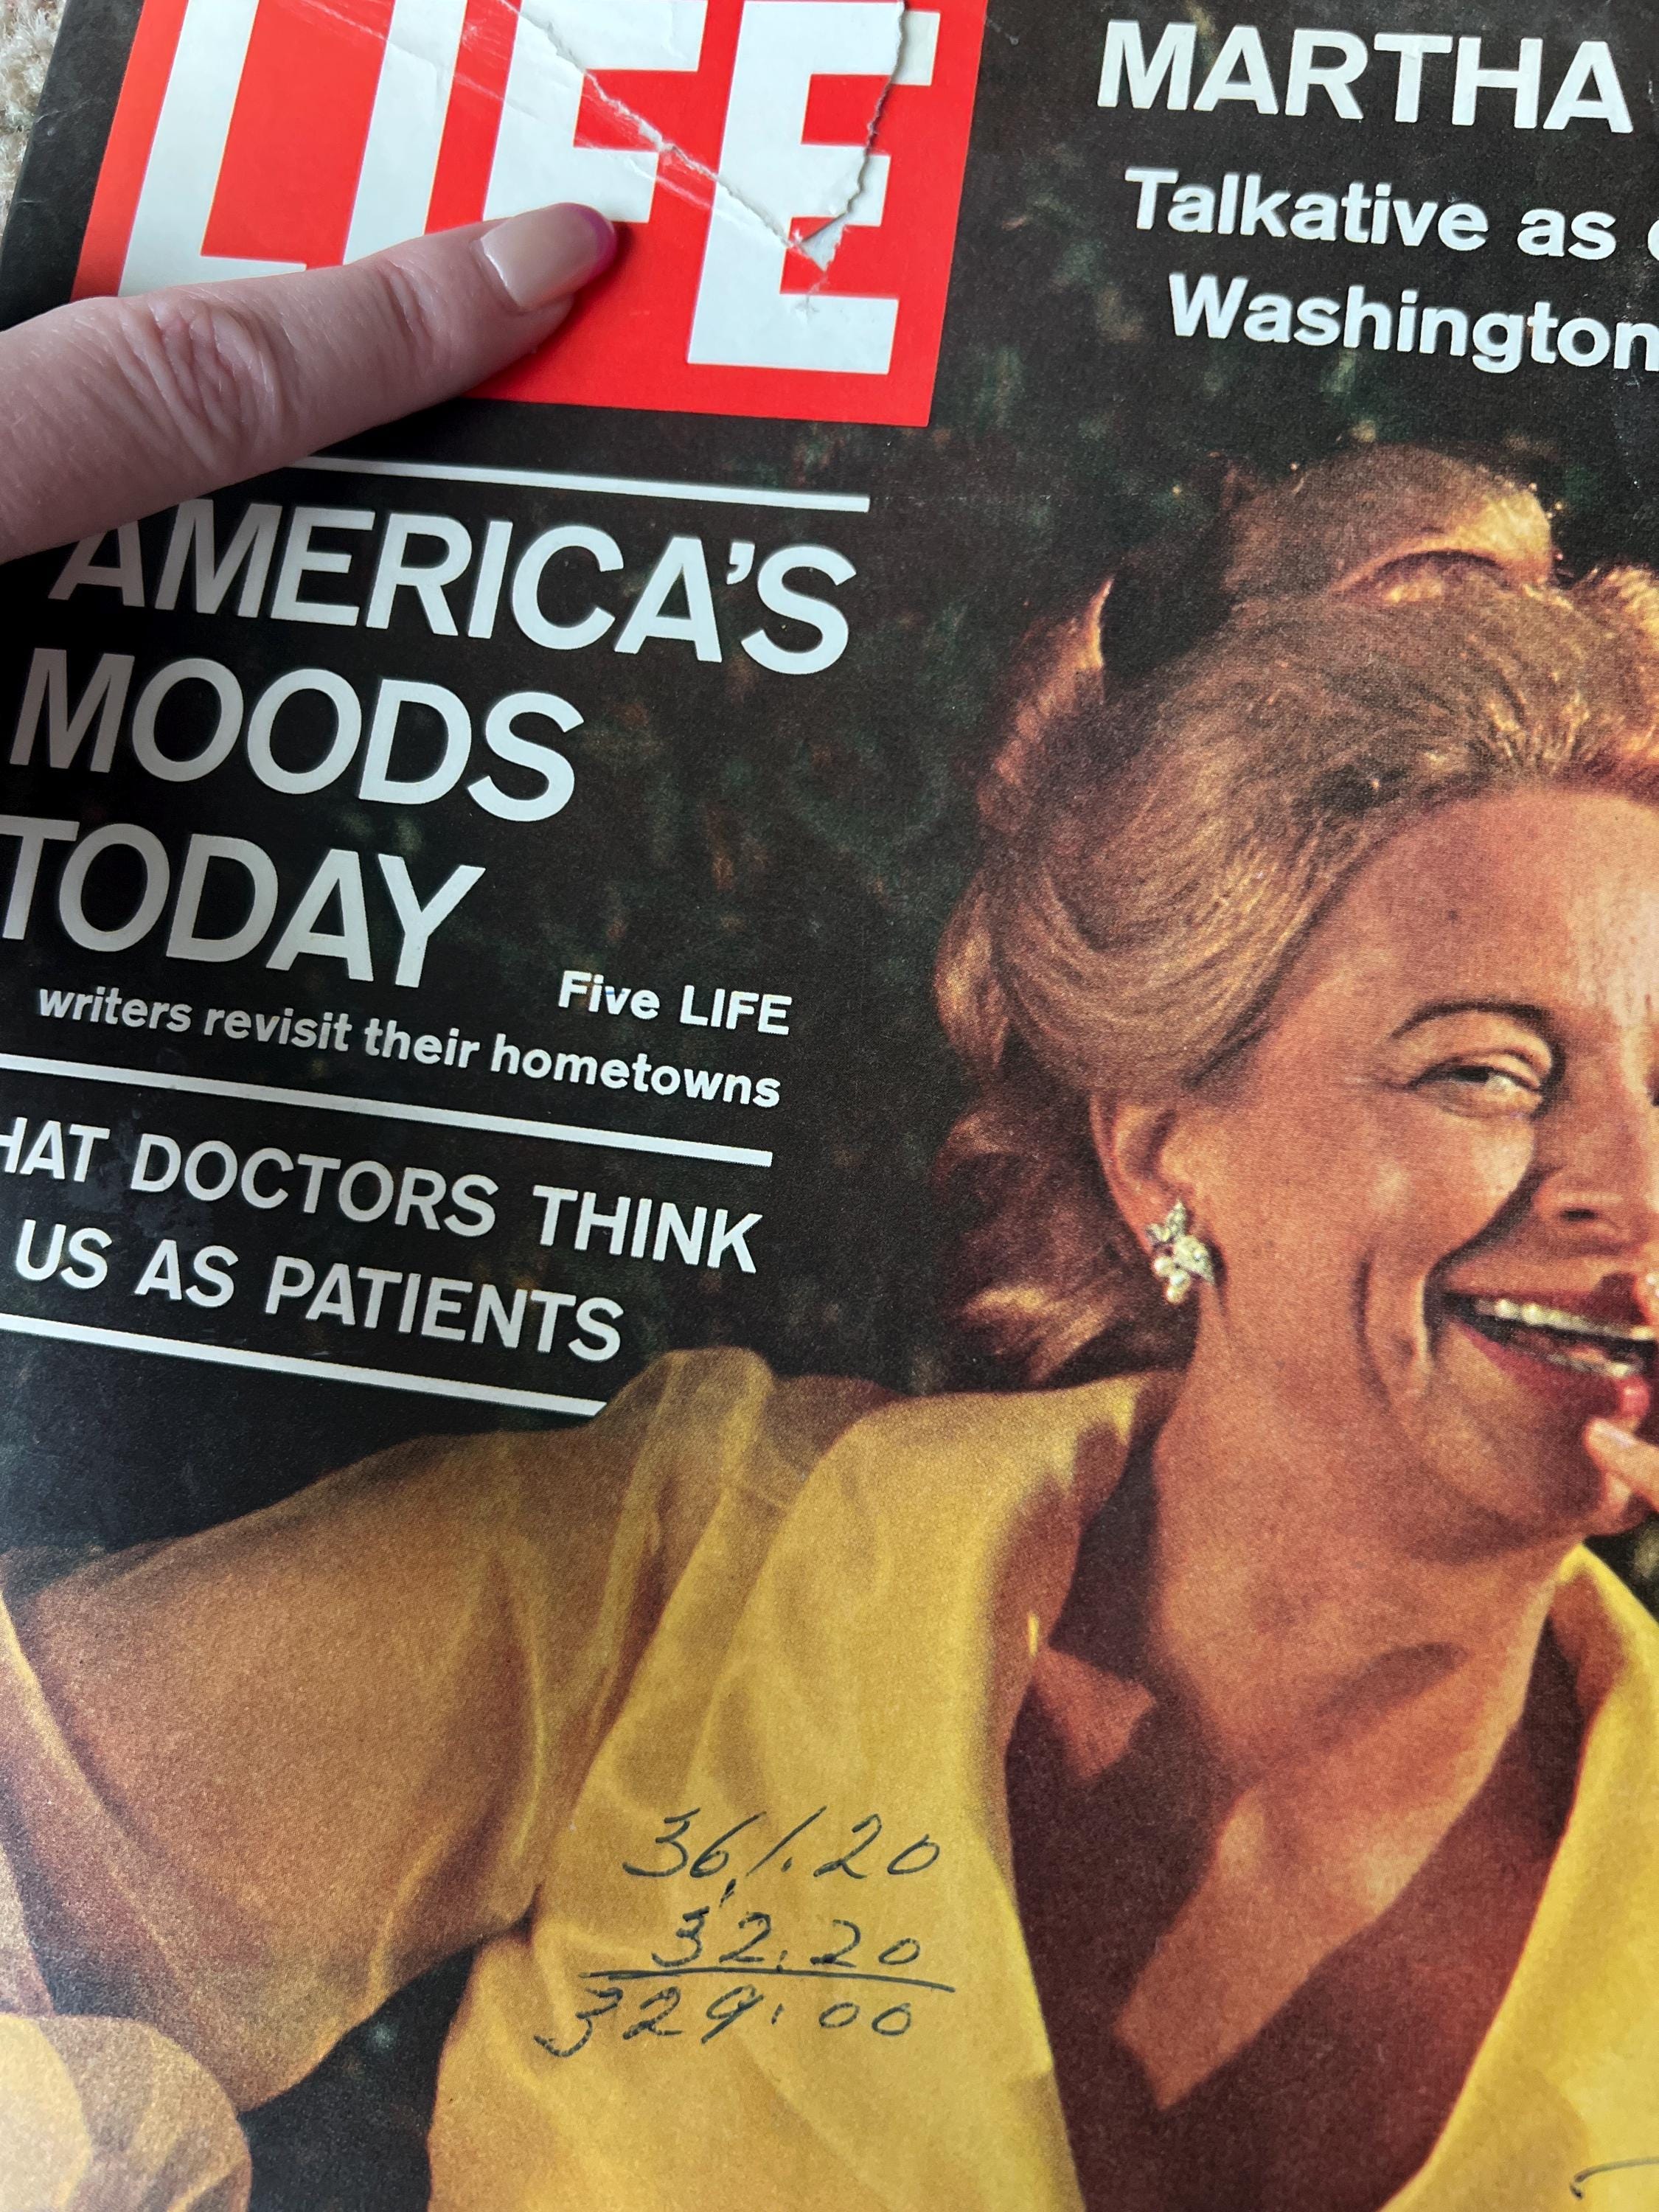 LIFE
MARTHA
Talkative as
Washington
AMERICA'S
MOODS
TODAY
Five LIFE
writers revisit their hometowns
HAT DOCTORS THINK
US AS PATIENTS
361.20
32.20
329.00